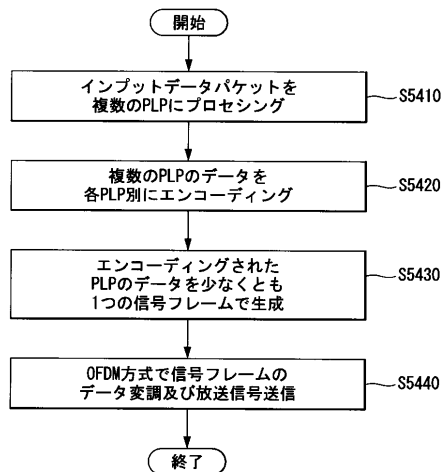 開始
インプットデータパケットを
複数のPLPにプロセシング
S5410
複数のPLPのデータを
各PLP別にエンコーディング
S5420
エンコーディングされた
PLPのデータを少なくとも
1つの信号フレームで生成
S5430
OFDM方式で信号フレームの
データ変調及び放送信号送信
S5440
終了